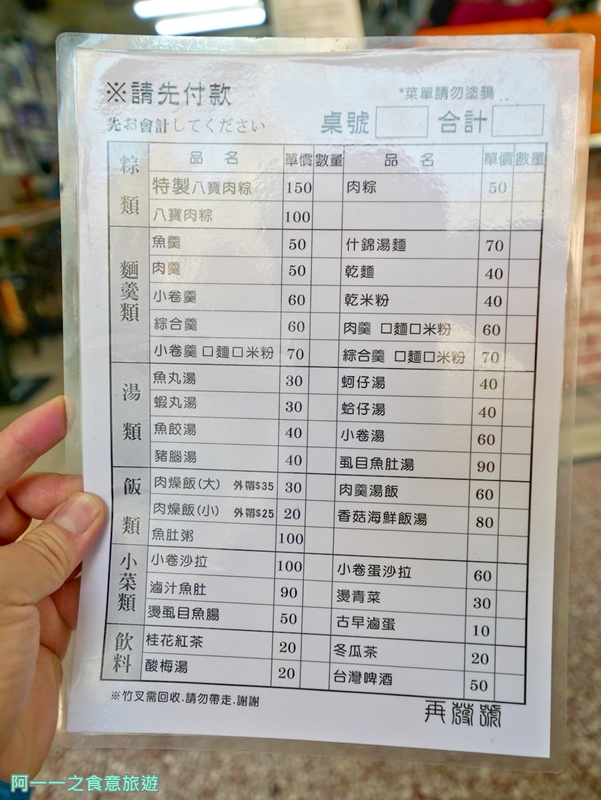 ※請先付款
*菜單請勿塗鴉
先お會計してください
桌號 合計
品名 單價 數量 品名 單價 數量
粽類
特製八寶肉粽 150 肉粽 50
八寶肉粽 100
麵羹類
魚羹 50 什錦湯麵 70
肉羹 50 乾麵 40
小卷羹 60 乾米粉 40
綜合羹 60 肉羹 口麵口米粉 60
小卷羹 口麵口米粉 70 綜合羹 口麵口米粉 70
湯類
魚丸湯 30 蚵仔湯 40
蝦丸湯 30 蛤仔湯 40
魚餃湯 40 小卷湯 60
豬腦湯 40 虱目魚肚湯 90
飯類
肉燥飯(大) 外帶$35 30 肉羹湯飯 60
肉燥飯(小) 外帶$25 20 香菇海鮮飯湯 80
魚肚粥 100
小菜類
小卷沙拉 100 小卷蛋沙拉 60
滷汁魚肚 90 燙青菜 30
燙虱目魚腸 50 古早滷蛋 10
飲料
桂花紅茶 20 冬瓜茶 20
酸梅湯 20 台灣啤酒 50
※竹叉需回收.請勿帶走.謝謝
再發號
阿一一之食意旅遊